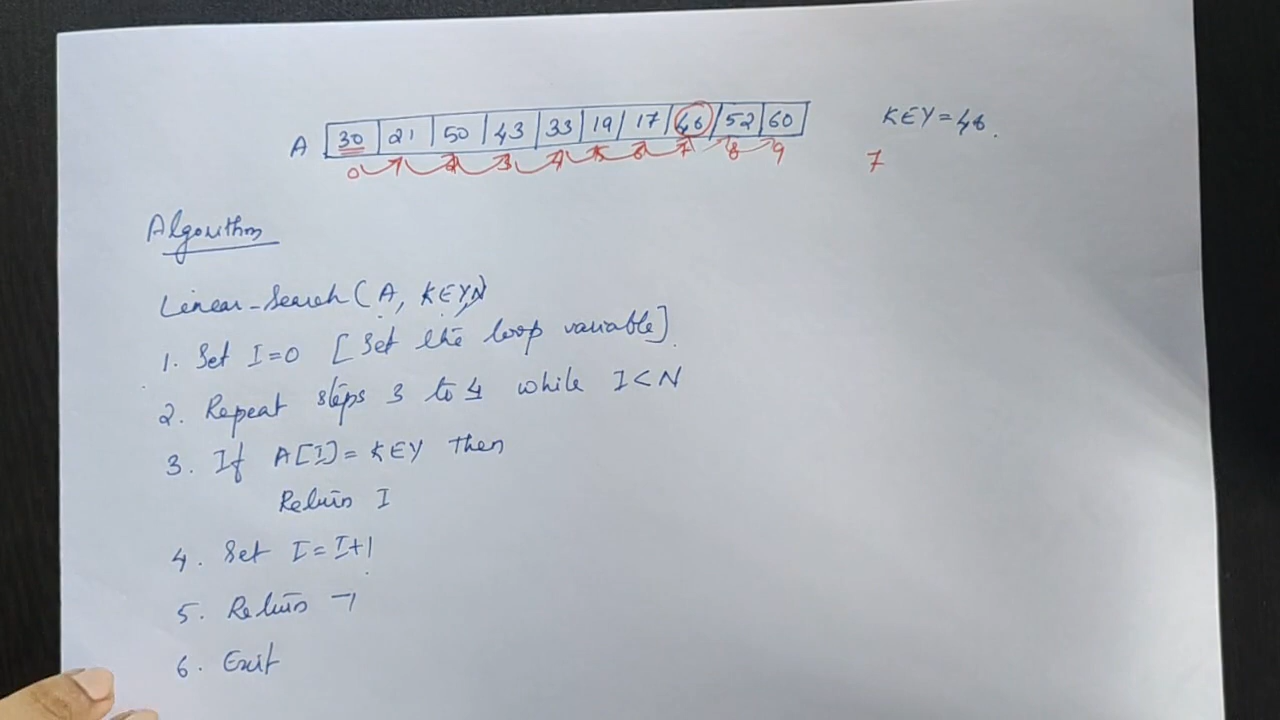 A 30 21 50 43 33 19 17 46 52 60 KEY=46.
0 1 2 3 4 5 6 7 8 9 7
Algorithm
Linear-Search(A, KEY,N)
1. Set I=0 [Set the loop variable].
2. Repeat steps 3 to 4 while I<N
3. If A[I]=KEY then
Return I
4. Set I=I+1
5. Return -1
6. Exit